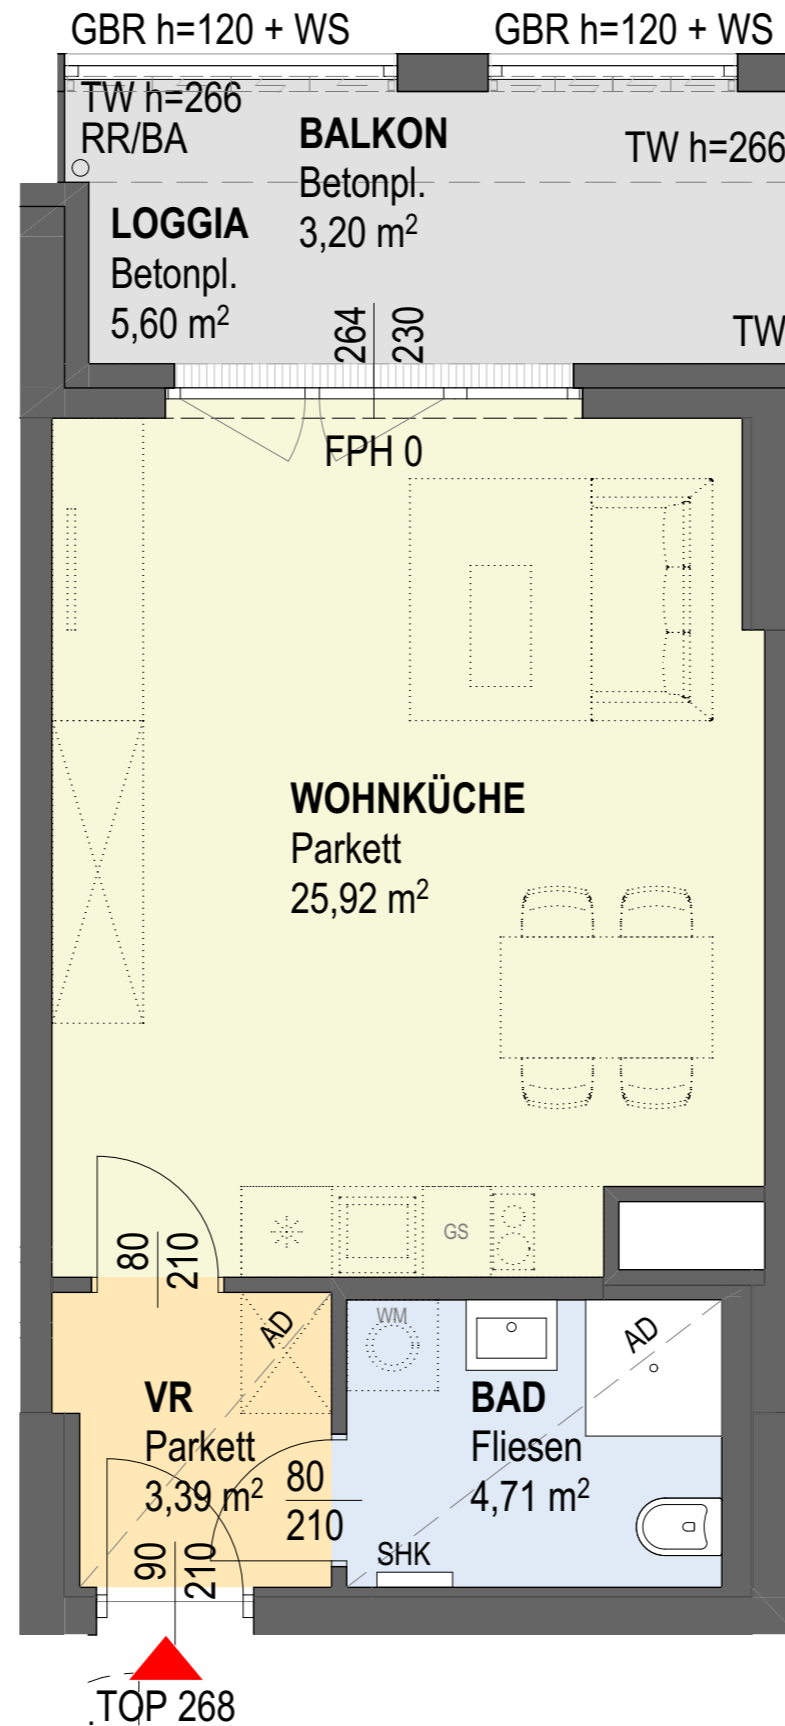 GBR h=120 + WS
GBR h=120 + WS
TW h=266
RR/BA
BALKON
Betonpl.
3,20 m²
TW h=266
LOGGIA
Betonpl.
5,60 m²
264
230
TW
FPH 0
WOHNKÜCHE
Parkett
25,92 m²
80
210
GS
AD
WM
AD
VR
Parkett
3,39 m²
80
210
BAD
Fliesen
4,71 m²
SHK
90
210
TOP 268